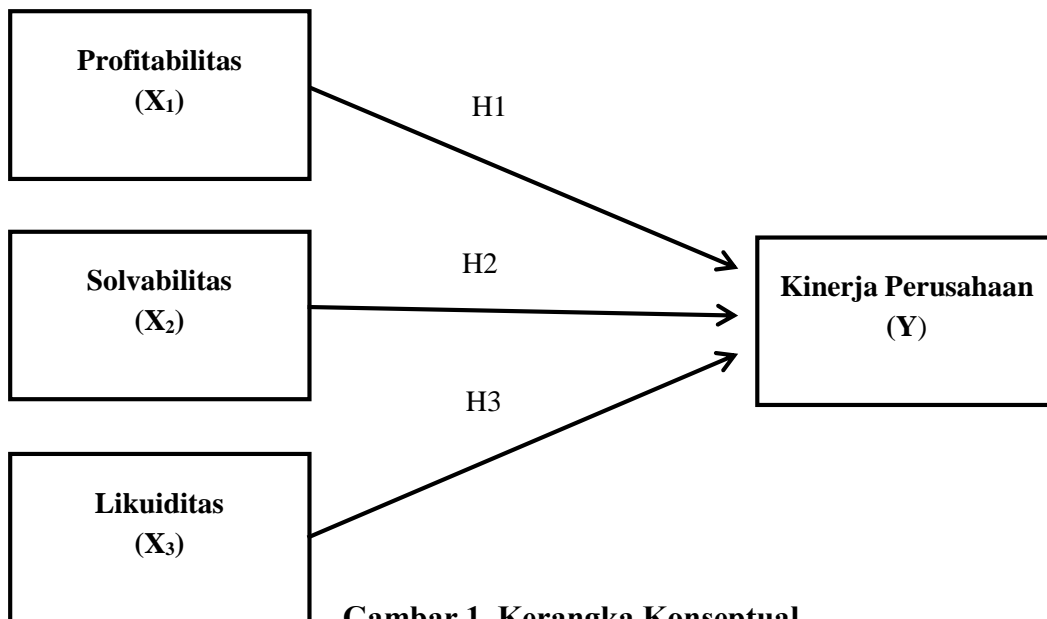 Profitabilitas
(X₁)
H1
Solvabilitas
(X₂)
H2
Kinerja Perusahaan
(Y)
H3
Likuiditas
(X₃)
Gambar 1. Kerangka Konseptual